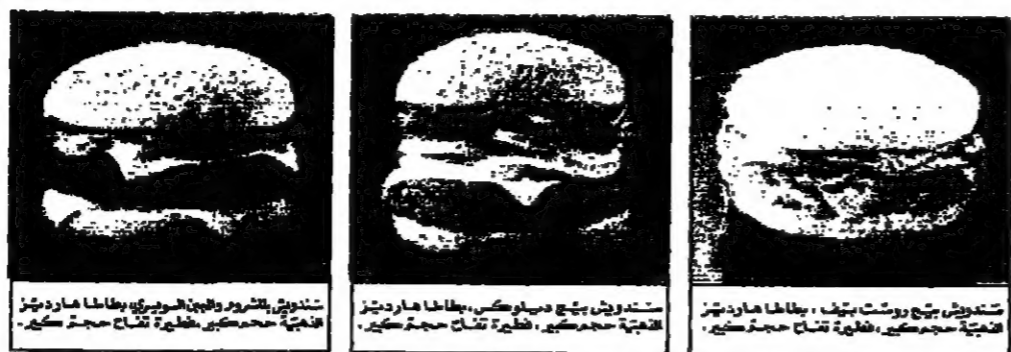 سندويش بالمشروم والجبن السويسري، بطاطا هارديز
الذهبية حجم كبير، فطيرة تفاح حجم كبير.
سندويش بيج ديلوكس، بطاطا هارديز
الذهبية حجم كبير، فطيرة تفاح حجم كبير.
سندويش بيج روست بيف، بطاطا هارديز
الذهبية حجم كبير، فطيرة تفاح حجم كبير.